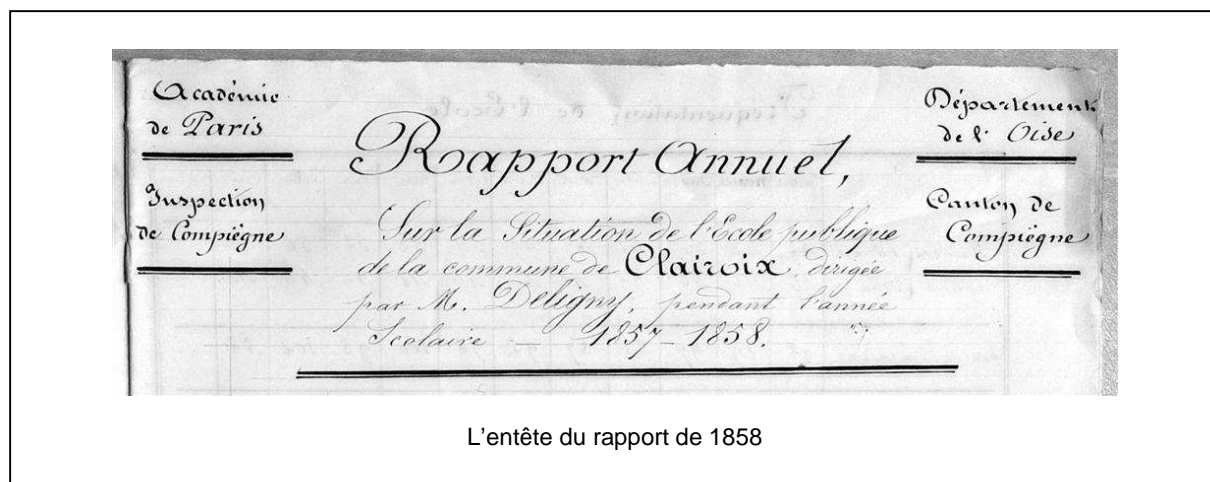 Académie
de Paris
Inspection
de Compiègne
Rapport Annuel,
Sur la Situation de l'Ecole publique
de la commune de Clairoix dirigée
par M. Deligny, pendant l'année
Scolaire — 1857-1858.
Département
de l'Oise
Canton de
Compiègne
L'entête du rapport de 1858